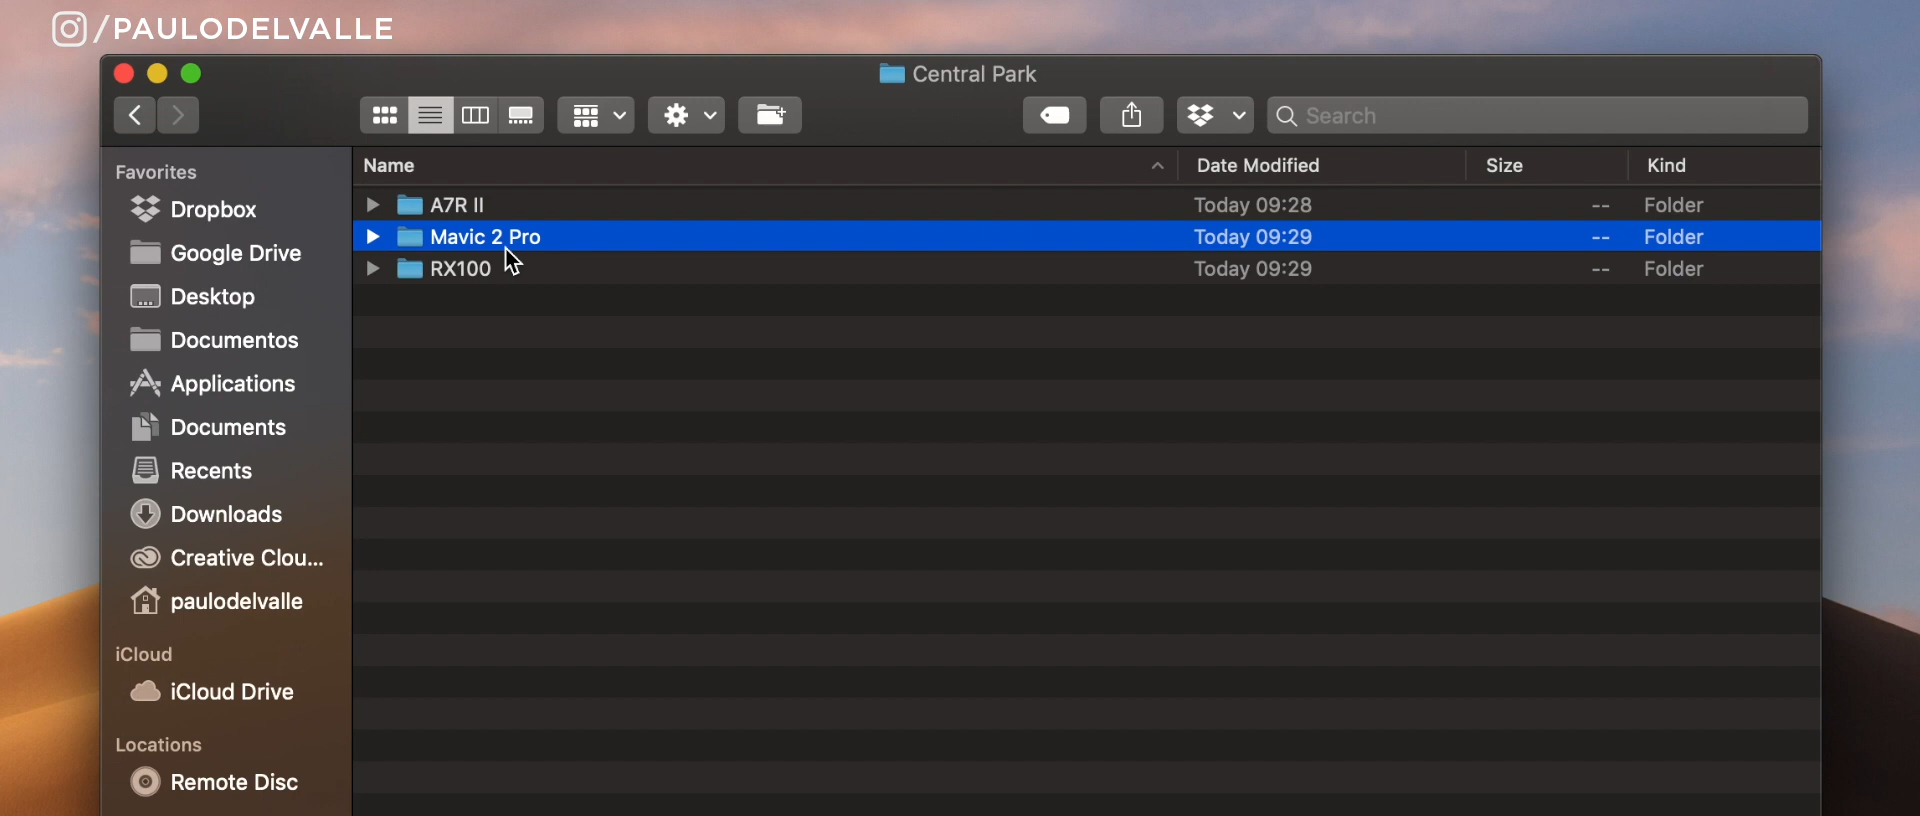 /PAULODELVALLE
Central Park
Search
Favorites
Dropbox
Google Drive
Desktop
Documentos
Applications
Documents
Recents
Downloads
Creative Clou...
paulodelvalle
iCloud
iCloud Drive
Locations
Remote Disc
Name Date Modified Size Kind
A7R II Today 09:28 -- Folder
Mavic 2 Pro Today 09:29 -- Folder
RX100 Today 09:29 -- Folder